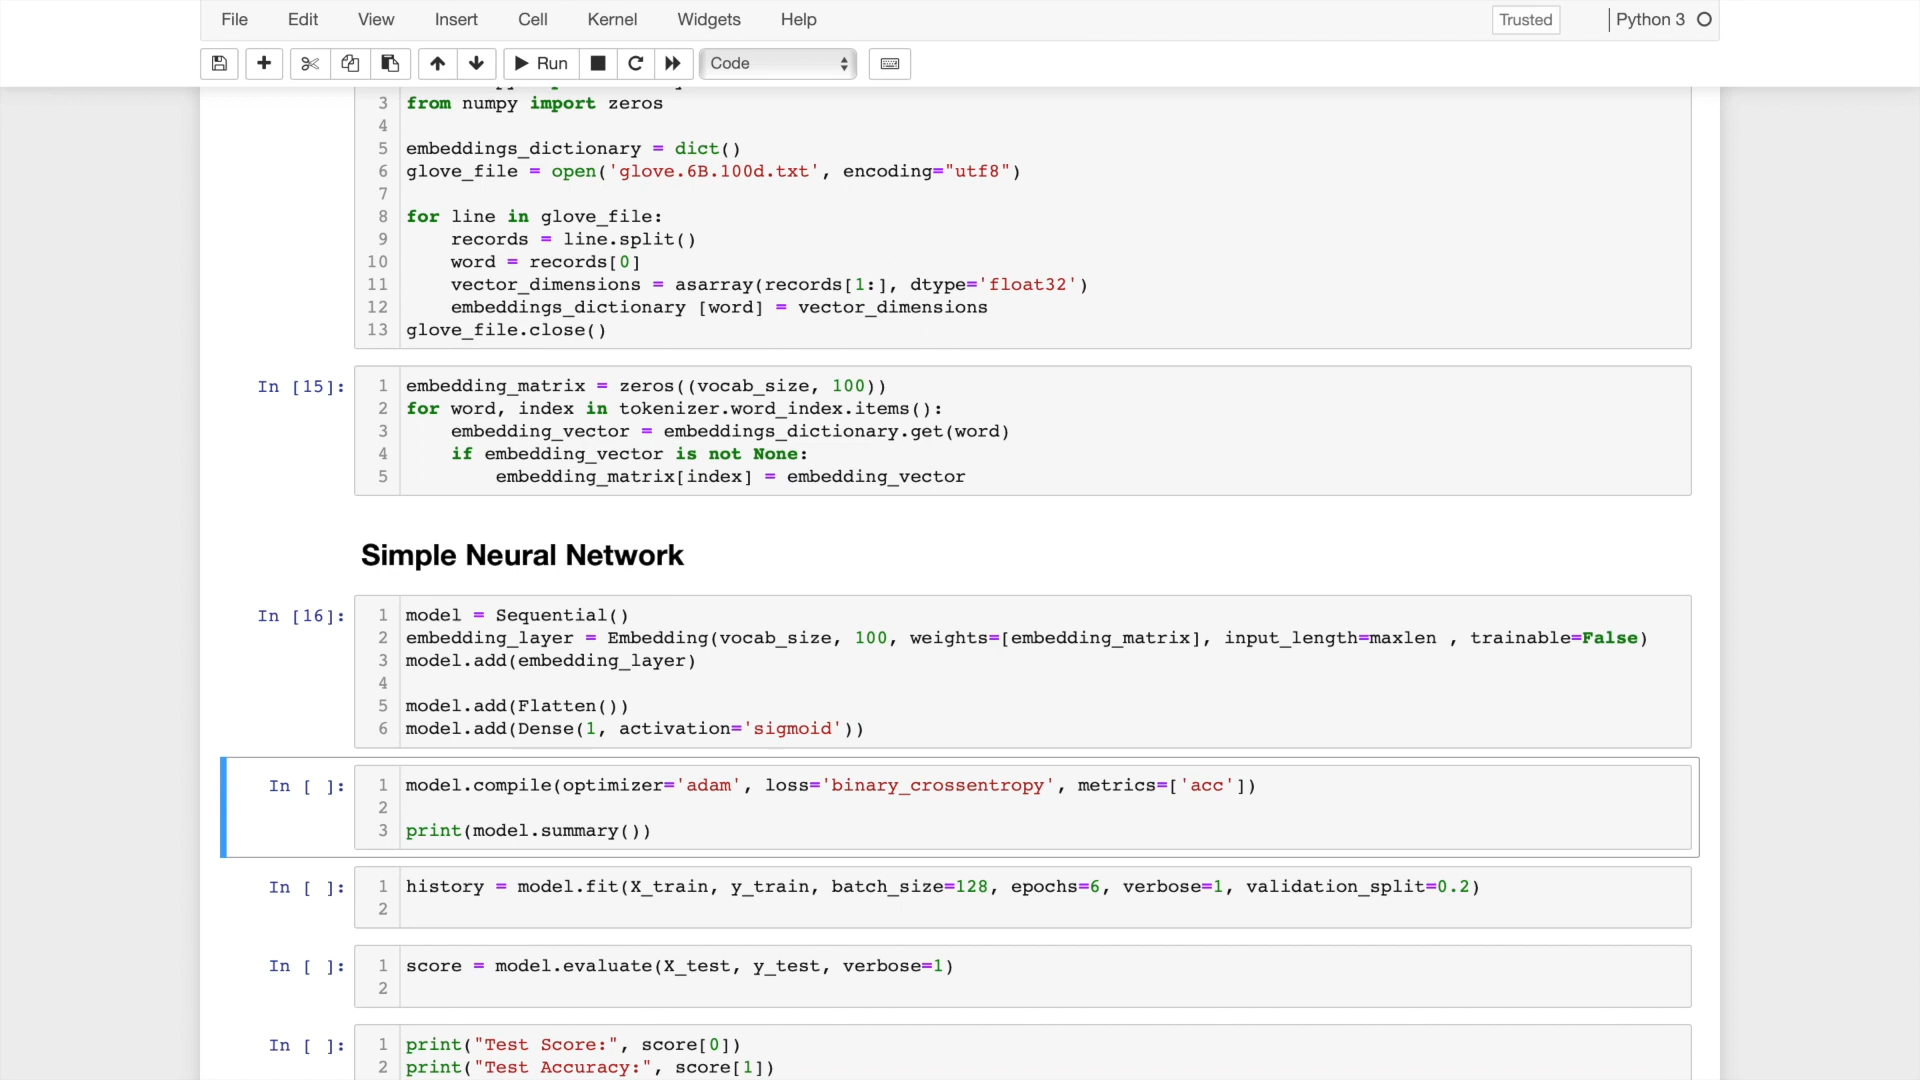 File Edit View Insert Cell Kernel Widgets Help Trusted Python 3
Run Code
3 from numpy import zeros
4
5 embeddings_dictionary = dict()
6 glove_file = open('glove.6B.100d.txt', encoding="utf8")
7
8 for line in glove_file:
9 records = line.split()
10 word = records[0]
11 vector_dimensions = asarray(records[1:], dtype='float32')
12 embeddings_dictionary [word] = vector_dimensions
13 glove_file.close()
In [15]: 1 embedding_matrix = zeros((vocab_size, 100))
2 for word, index in tokenizer.word_index.items():
3 embedding_vector = embeddings_dictionary.get(word)
4 if embedding_vector is not None:
5 embedding_matrix[index] = embedding_vector
Simple Neural Network
In [16]: 1 model = Sequential()
2 embedding_layer = Embedding(vocab_size, 100, weights=[embedding_matrix], input_length=maxlen , trainable=False)
3 model.add(embedding_layer)
4
5 model.add(Flatten())
6 model.add(Dense(1, activation='sigmoid'))
In [ ]: 1 model.compile(optimizer='adam', loss='binary_crossentropy', metrics=['acc'])
2
3 print(model.summary())
In [ ]: 1 history = model.fit(X_train, y_train, batch_size=128, epochs=6, verbose=1, validation_split=0.2)
2
In [ ]: 1 score = model.evaluate(X_test, y_test, verbose=1)
2
In [ ]: 1 print("Test Score:", score[0])
2 print("Test Accuracy:", score[1])